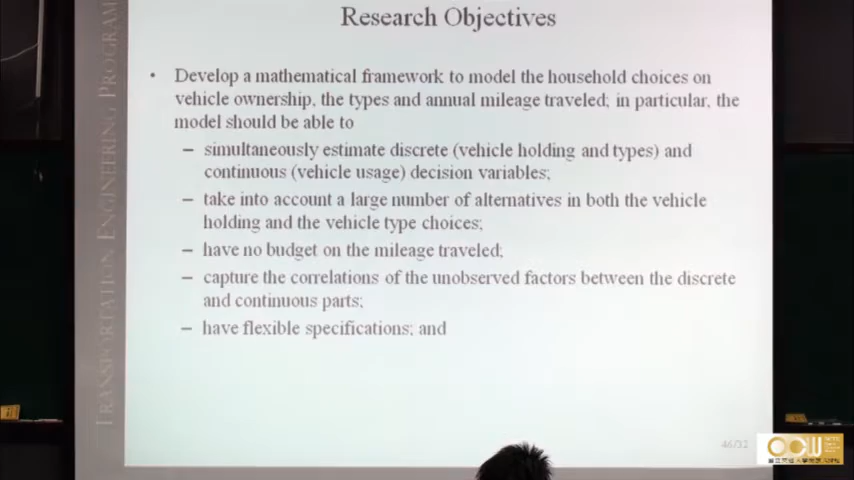 Research Objectives
TRANSPORTATION ENGINEERING PROGRAM
• Develop a mathematical framework to model the household choices on
vehicle ownership, the types and annual mileage traveled; in particular, the
model should be able to
– simultaneously estimate discrete (vehicle holding and types) and
continuous (vehicle usage) decision variables;
– take into account a large number of alternatives in both the vehicle
holding and the vehicle type choices;
– have no budget on the mileage traveled;
– capture the correlations of the unobserved factors between the discrete
and continuous parts;
– have flexible specifications; and
OCW